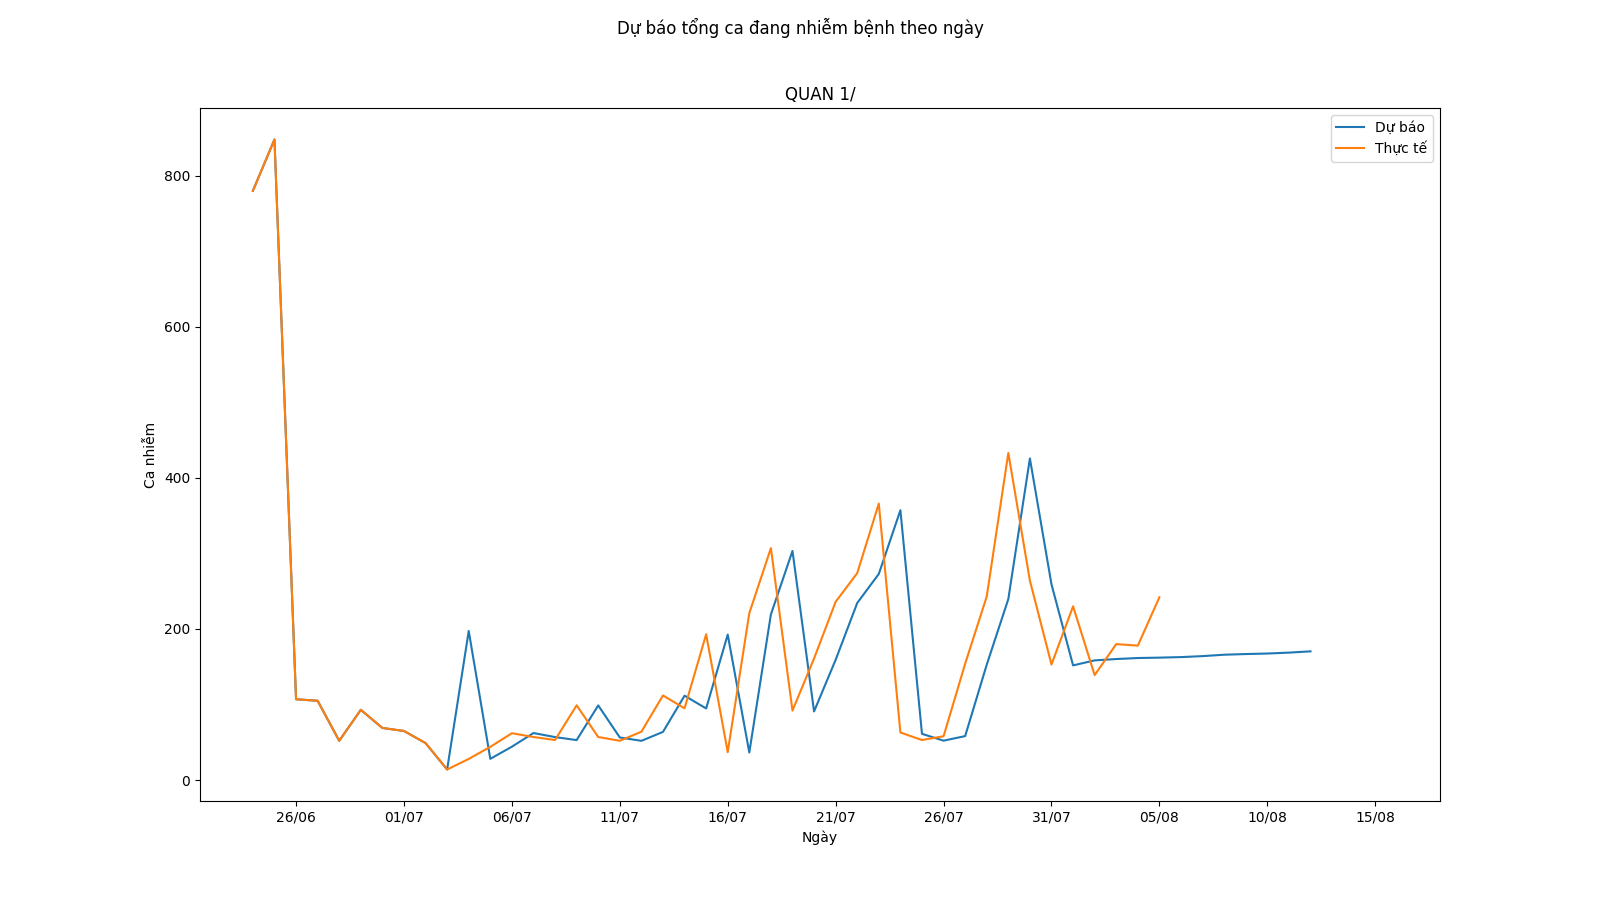 Dự báo tổng ca đang nhiễm bệnh theo ngày
QUAN 1/
Dự báo
Thực tế
800
600
400
200
0
Ca nhiễm
26/06
01/07
06/07
11/07
16/07
21/07
26/07
31/07
05/08
10/08
15/08
Ngày